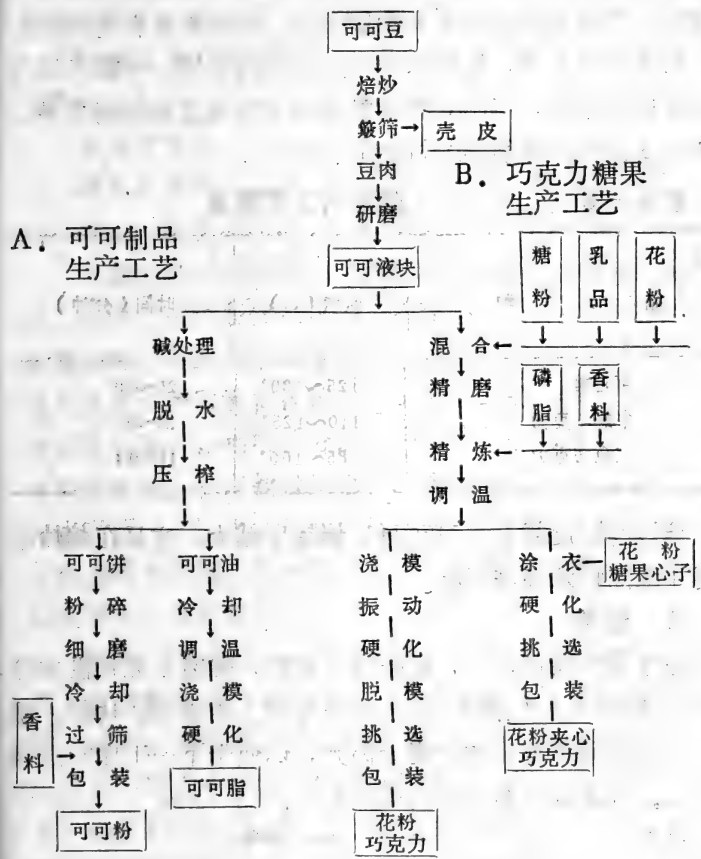 可可豆
焙炒
簸筛
壳皮
豆肉
研磨
可可液块
A. 可可制品
生产工艺
B. 巧克力糖果
生产工艺
糖粉
乳品
花粉
碱处理
脱水
压榨
混合
精磨
磷脂
香料
精炼
调温
可可饼
粉碎
细磨
冷却
过筛
香料
包装
可可粉
可可油
冷却
调温
浇模
硬化
可可脂
浇模
振动
硬化
脱模
挑选
包装
花粉
巧克力
涂衣
花粉
糖果心子
硬化
挑选
包装
花粉夹心
巧克力